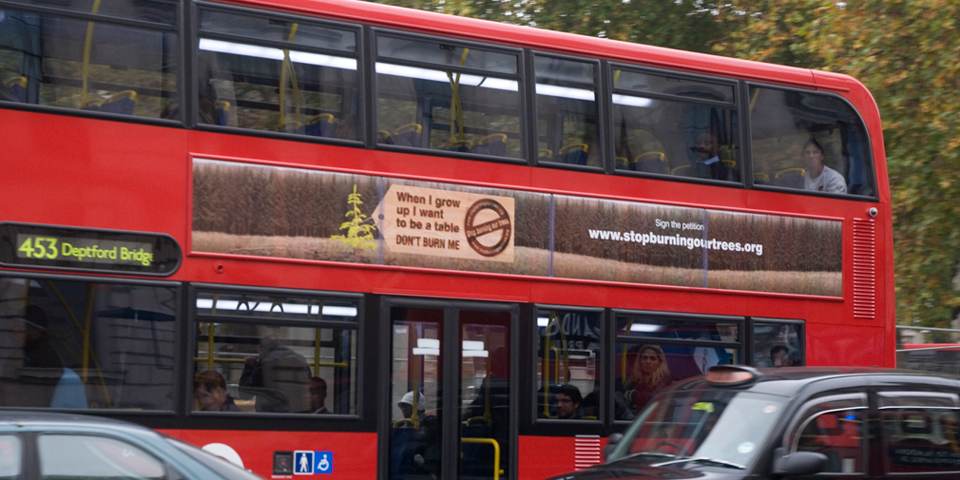 When I grow
up I want
to be a table
DON'T BURN ME
Sign the petition
www.stopburningourtrees.org
453 Deptford Bridge